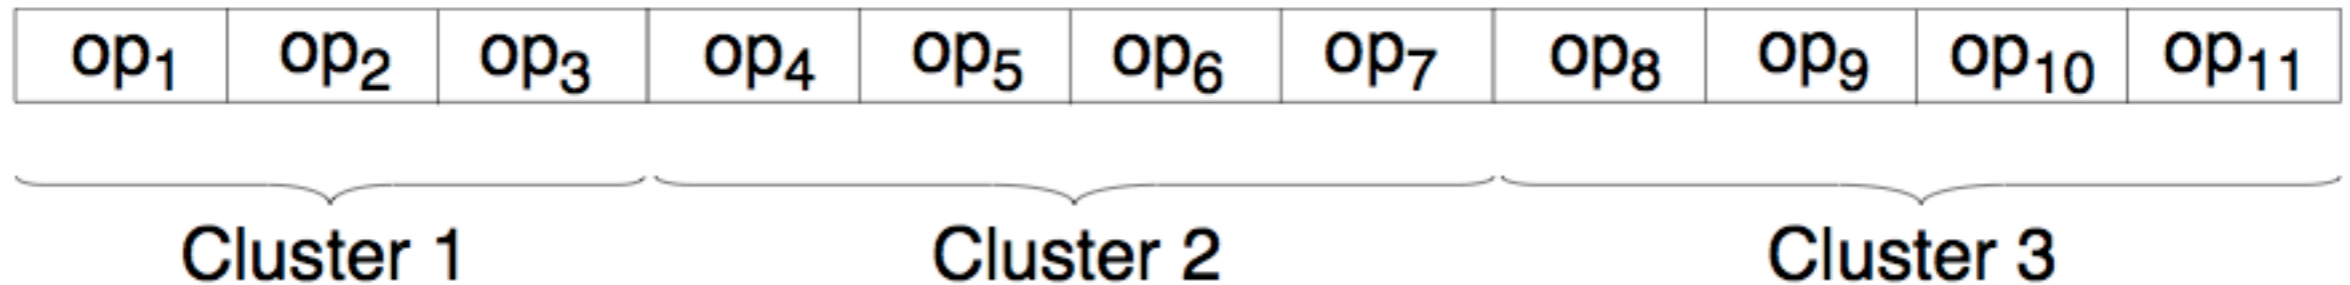 op1 op2 op3 op4 op5 op6 op7 op8 op9 op10 op11
Cluster 1 Cluster 2 Cluster 3